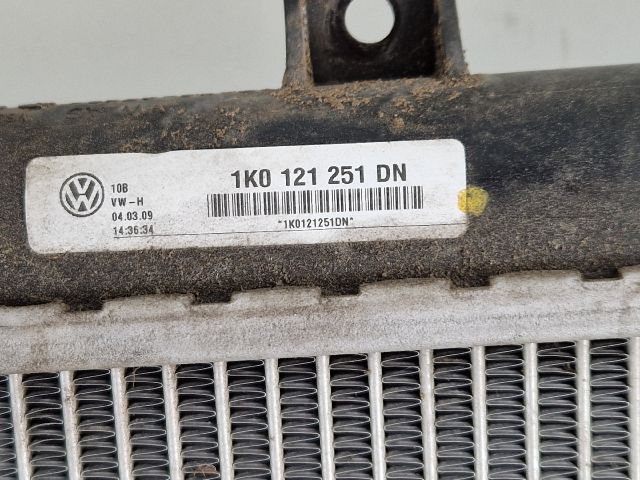 1K0 121 251 DN
10B
VW-H
04.03.09
14:36:34
*1K0121251DN*